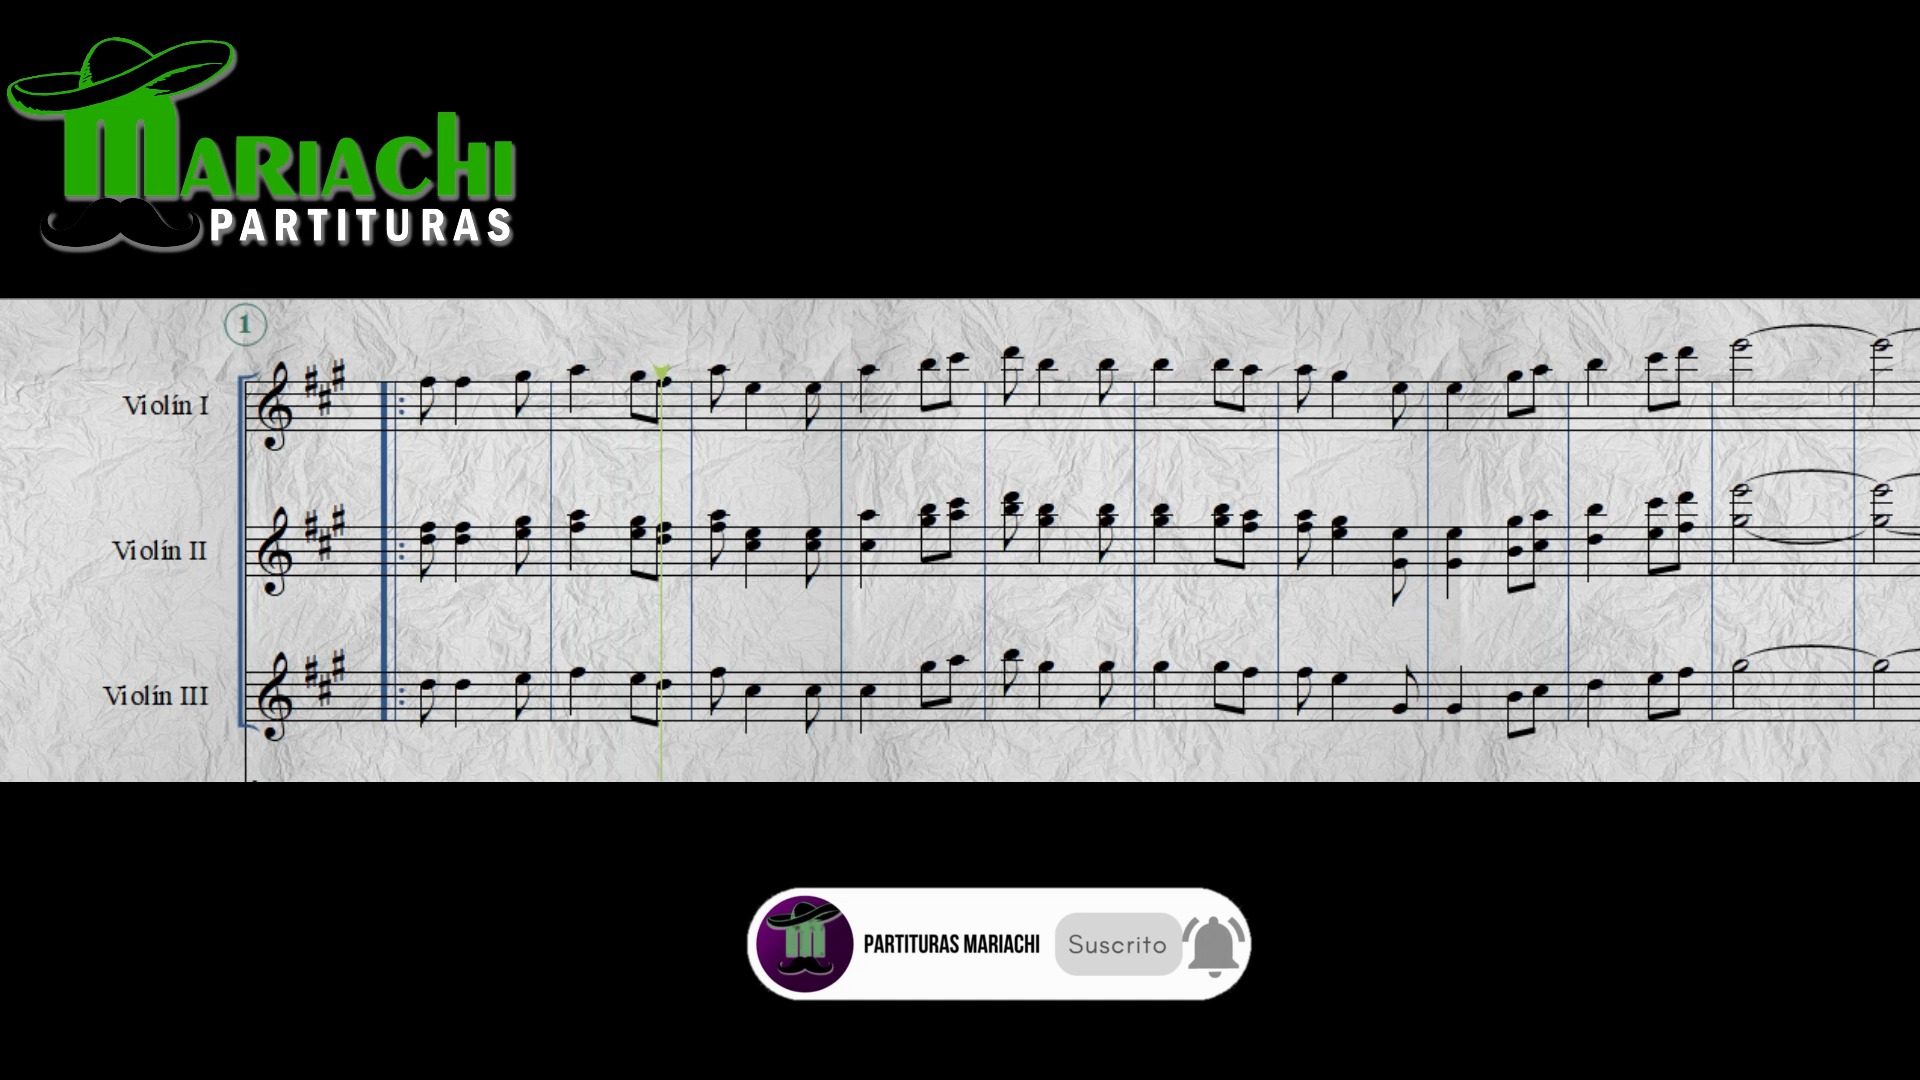 MARIACHI
PARTITURAS
1
Violín I
Violín II
Violín III
PARTITURAS MARIACHI
Suscrito